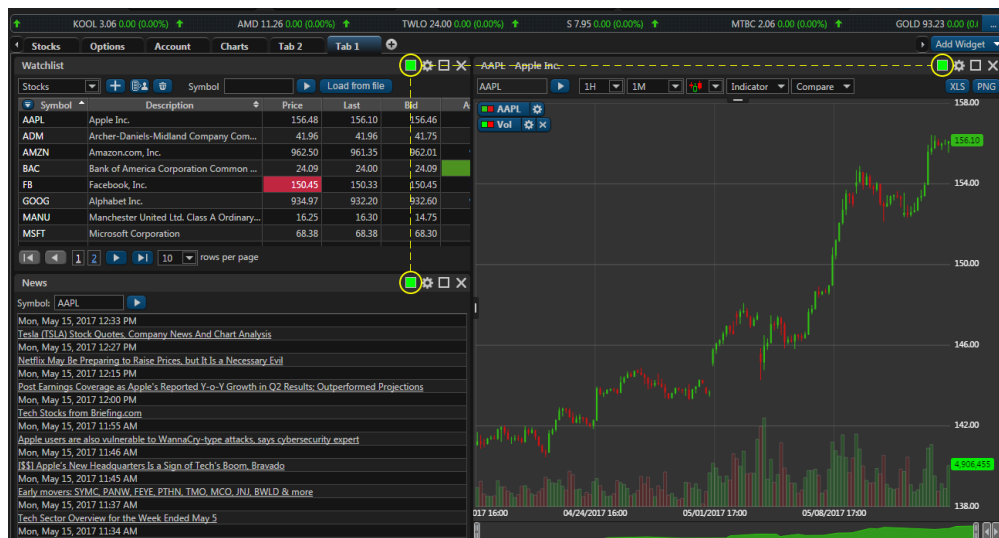 KOOL 3.06 0.00 (0.00%) AMD 11.26 0.00 (0.00%) TWLO 24.00 0.00 (0.00%) S 7.95 0.00 (0.00%) MTBC 2.06 0.00 (0.00%) GOLD 93.23 0.00 (0.0 ...
Stocks Options Account Charts Tab 2 Tab 1 Add Widget
Watchlist
Stocks Symbol Load from file
Symbol Description Price Last Bid A
AAPL Apple Inc. 156.48 156.10 156.46
ADM Archer-Daniels-Midland Company Com... 41.96 41.96 41.75
AMZN Amazon.com, Inc. 962.50 961.35 962.01
BAC Bank of America Corporation Common ... 24.09 24.00 24.09
FB Facebook, Inc. 150.45 150.33 150.45
GOOG Alphabet Inc. 934.97 932.20 932.60
MANU Manchester United Ltd. Class A Ordinary... 16.25 16.30 14.75
MSFT Microsoft Corporation 68.38 68.38 68.30
1 2 10 rows per page
News
Symbol: AAPL
Mon, May 15, 2017 12:33 PM
Tesla (TSLA) Stock Quotes, Company News And Chart Analysis
Mon, May 15, 2017 12:27 PM
Netflix May Be Preparing to Raise Prices, but It Is a Necessary Evil
Mon, May 15, 2017 12:15 PM
Post Earnings Coverage as Apple's Reported Y-o-Y Growth in Q2 Results; Outperformed Projections
Mon, May 15, 2017 12:00 PM
Tech Stocks from Briefing.com
Mon, May 15, 2017 11:55 AM
Apple users are also vulnerable to WannaCry-type attacks, says cybersecurity expert
Mon, May 15, 2017 11:46 AM
[$$] Apple's New Headquarters Is a Sign of Tech's Boom, Bravado
Mon, May 15, 2017 11:45 AM
Early movers: SYMC, PANW, FEYE, PTHN, TMO, MCO, JNJ, BWLD & more
Mon, May 15, 2017 11:37 AM
Tech Sector Overview for the Week Ended May 5
Mon, May 15, 2017 11:34 AM
AAPL Apple Inc.
AAPL 1H 1M Indicator Compare XLS PNG
AAPL
Vol
158.00
156.10
154.00
150.00
146.00
142.00
4,906,455
138.00
017 16:00 04/24/2017 16:00 05/01/2017 17:00 05/08/2017 17:00